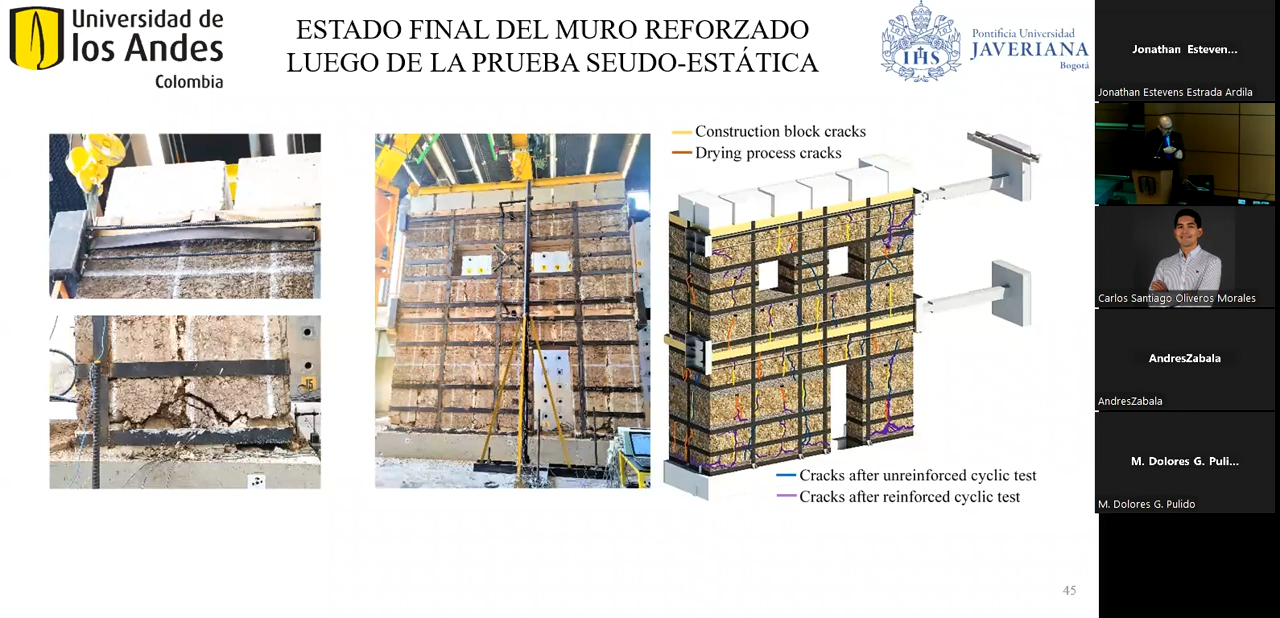 Universidad de
los Andes
Colombia
ESTADO FINAL DEL MURO REFORZADO
LUEGO DE LA PRUEBA SEUDO-ESTÁTICA
Pontificia Universidad
JAVERIANA
Bogotá
IHS
Construction block cracks
Drying process cracks
15
Cracks after unreinforced cyclic test
Cracks after reinforced cyclic test
45
Jonathan Esteven...
Jonathan Estevens Estrada Ardila
Carlos Santiago Oliveros Morales
AndresZabala
AndresZabala
M. Dolores G. Puli...
M. Dolores G. Pulido